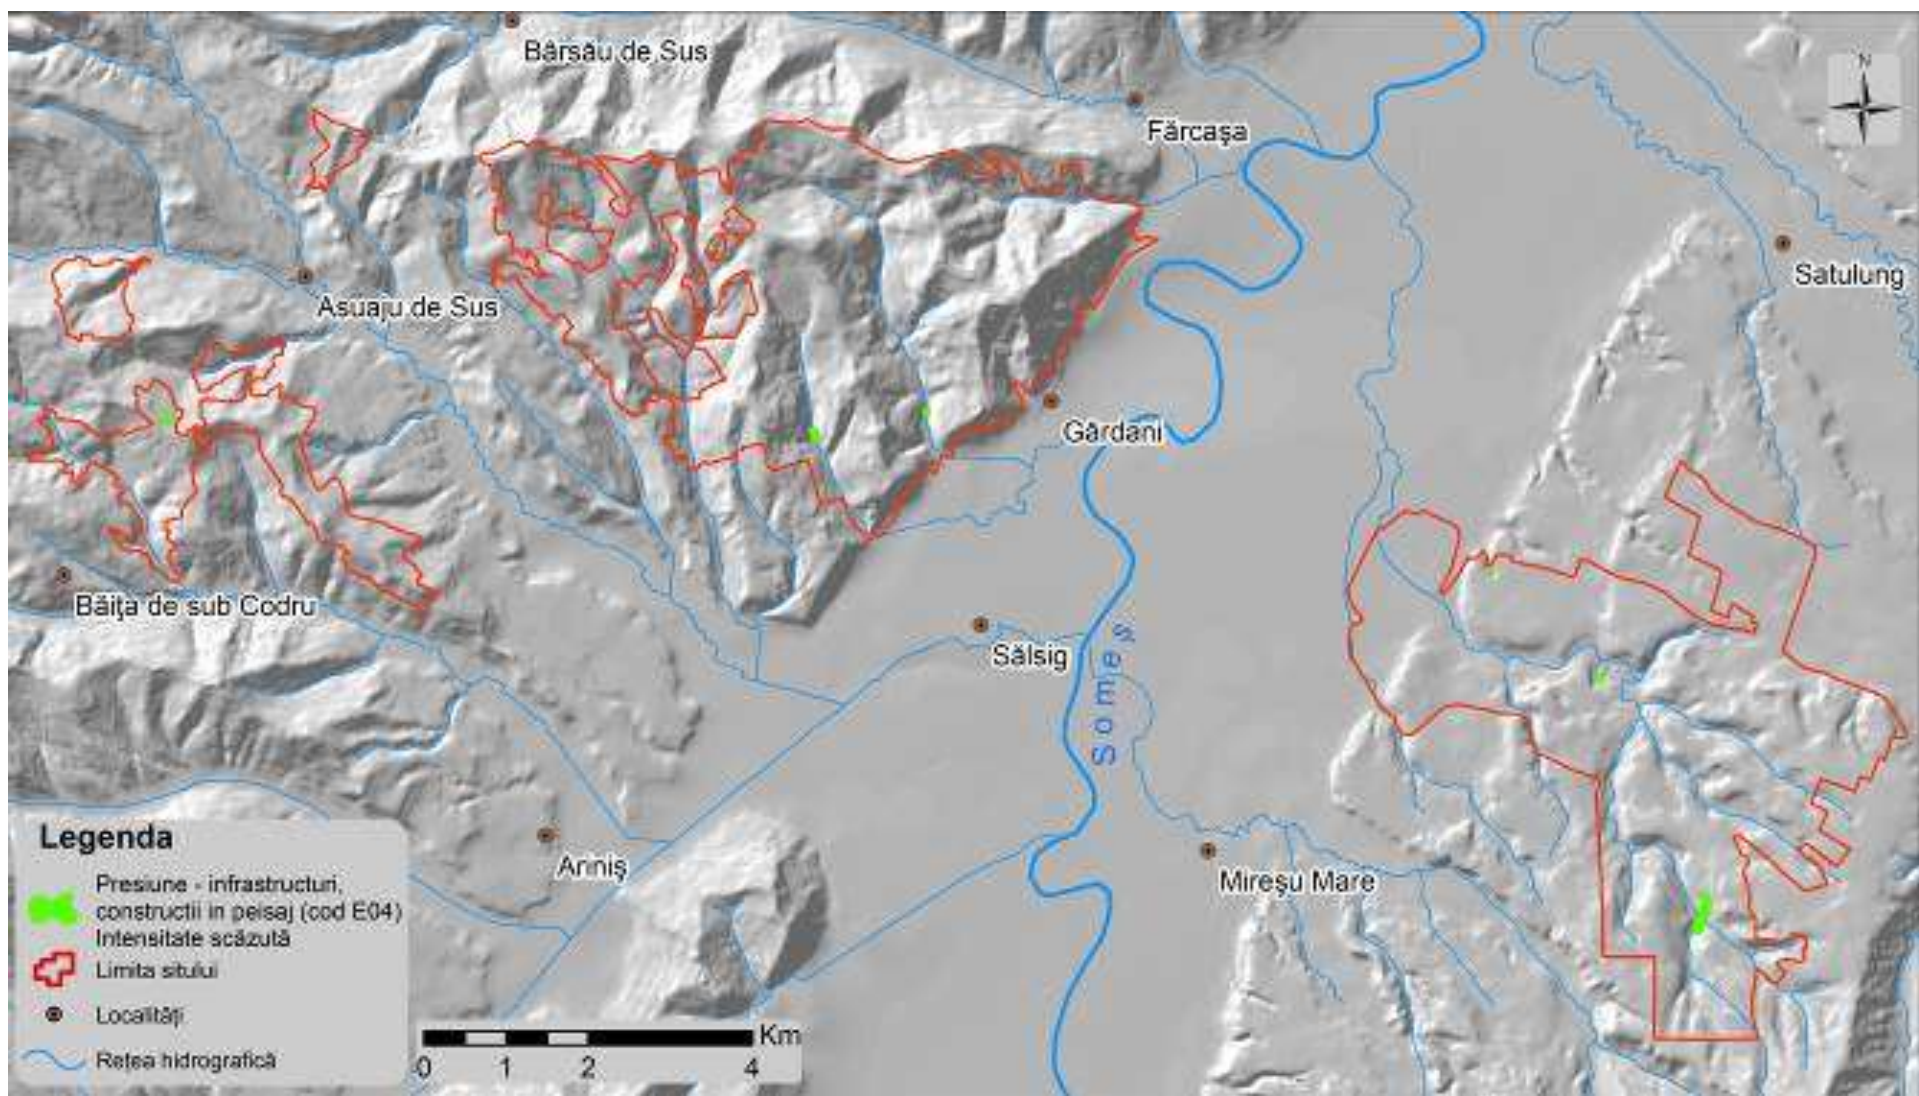 Bârsău de Sus
N
Fărcaşa
Satulung
Asuaju de Sus
Gârdani
Băiţa de sub Codru
Sălsig
Someş
Legenda
Presiune - infrastructuri,
constructii in peisaj (cod E04)
Intensitate scăzută
Limita sitului
Localităţi
Reţea hidrografică
Ariniş
Mireşu Mare
Km
0 1 2 4